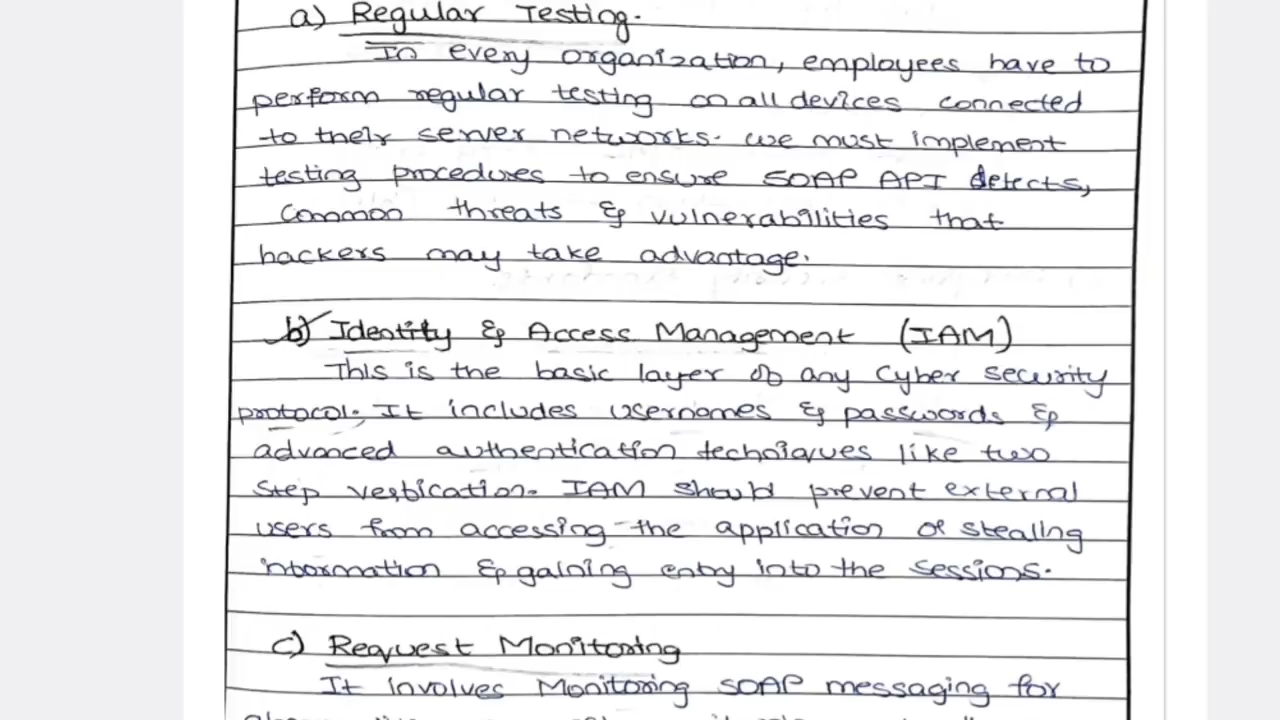 a) Regular Testing.
In every organization, employees have to
perform regular testing on all devices connected
to their server networks. we must implement
testing procedures to ensure SOAP API detects,
Common threats & vulnerabilities that
hackers may take advantage.
b) Identity & Access Management (IAM)
This is the basic layer of any Cyber security
protocol. It includes usernames & passwords &
advanced authentication techniques like two
step verification. IAM should prevent external
users from accessing the application or stealing
information & gaining entry into the sessions.
c) Request Monitoring
It involves Monitoring SOAP messaging for